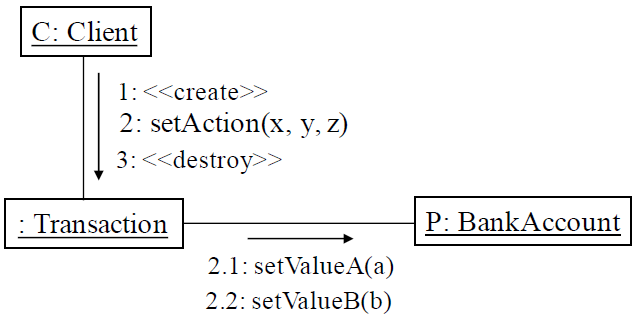 C: Client
1: <<create>>
2: setAction(x, y, z)
3: <<destroy>>
: Transaction
P: BankAccount
2.1: setValueA(a)
2.2: setValueB(b)